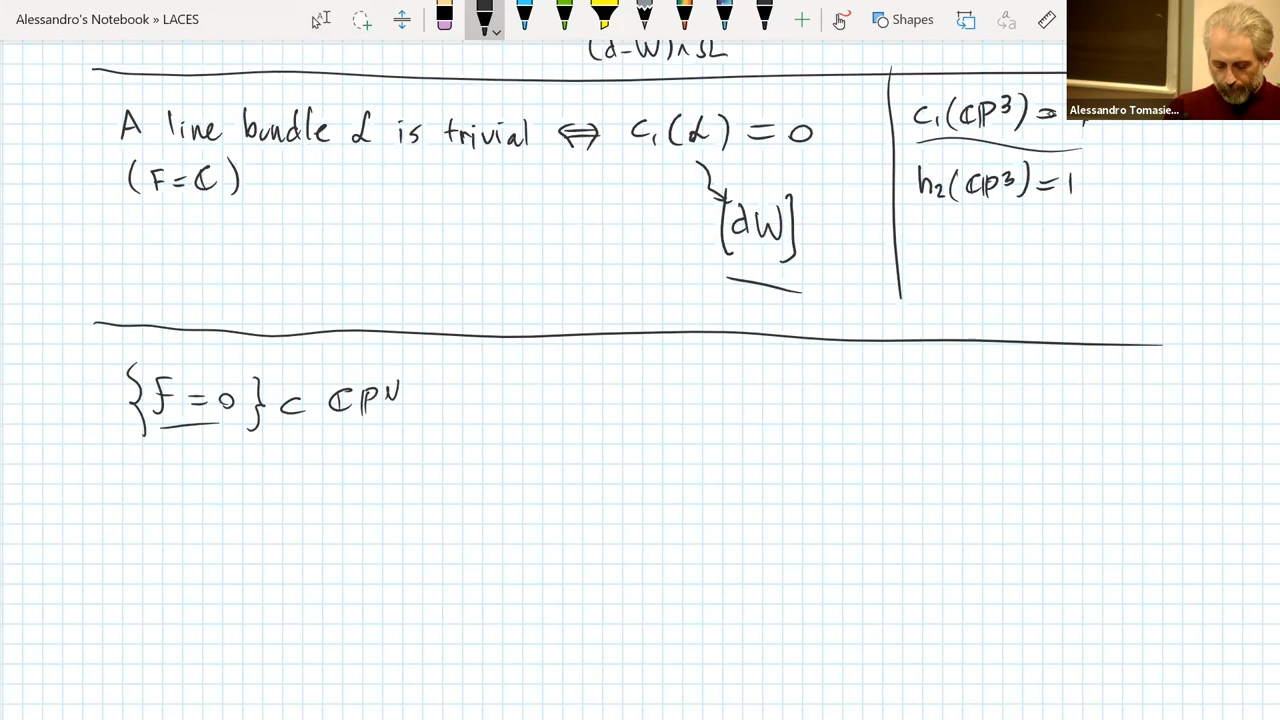 Alessandro's Notebook » LACES
Shapes
Alessandro Tomasie...
(d-W)∧Ω
A line bundle L is trivial ⇔ c₁(L) = 0
(F=ℂ)
[dW]
c₁(ℂP³) =
h₂(ℂP³) = 1
{F=0} ⊂ ℂPᴺ